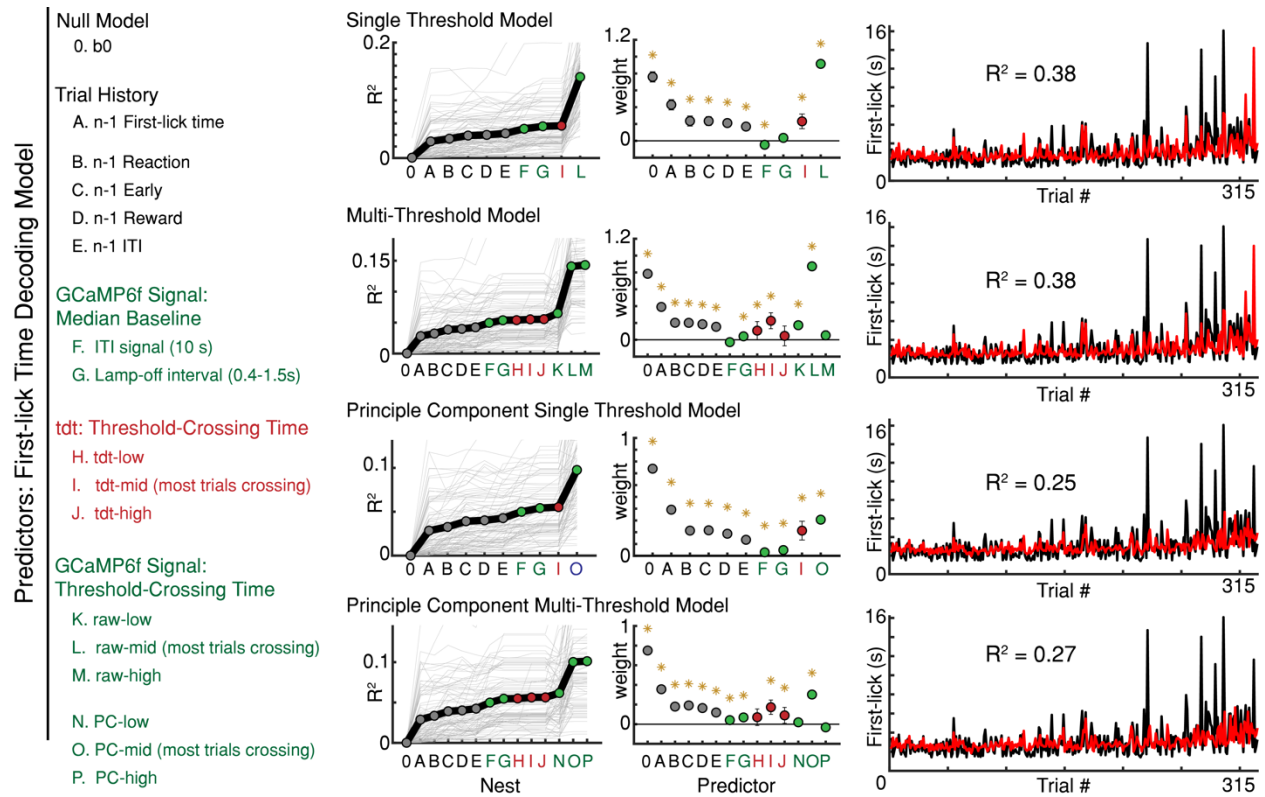 Predictors: First-lick Time Decoding Model
Null Model
0. b0
Trial History
A. n-1 First-lick time
B. n-1 Reaction
C. n-1 Early
D. n-1 Reward
E. n-1 ITI
GCaMP6f Signal:
Median Baseline
F. ITI signal (10 s)
G. Lamp-off interval (0.4-1.5s)
tdt: Threshold-Crossing Time
H. tdt-low
I. tdt-mid (most trials crossing)
J. tdt-high
GCaMP6f Signal:
Threshold-Crossing Time
K. raw-low
L. raw-mid (most trials crossing)
M. raw-high
N. PC-low
O. PC-mid (most trials crossing)
P. PC-high
Single Threshold Model
0.2
R²
0
0 A B C D E F G I L
1.2
weight
0
* * * * * * * * *
0 A B C D E F G I L
16
First-lick (s)
R² = 0.38
0
Trial #
315
Multi-Threshold Model
0.15
R²
0
0 A B C D E F G H I J K L M
1.2
weight
0
0 A B C D E F G H I J K L M
16
First-lick (s)
R² = 0.38
0
Trial #
315
Principle Component Single Threshold Model
0.1
R²
0
0 A B C D E F G I O
1
weight
0
0 A B C D E F G I O
16
First-lick (s)
R² = 0.25
0
Trial #
315
Principle Component Multi-Threshold Model
0.1
R²
0
0 A B C D E F G H I J N O P
Nest
1
weight
0
0 A B C D E F G H I J N O P
Predictor
16
First-lick (s)
R² = 0.27
0
Trial #
315